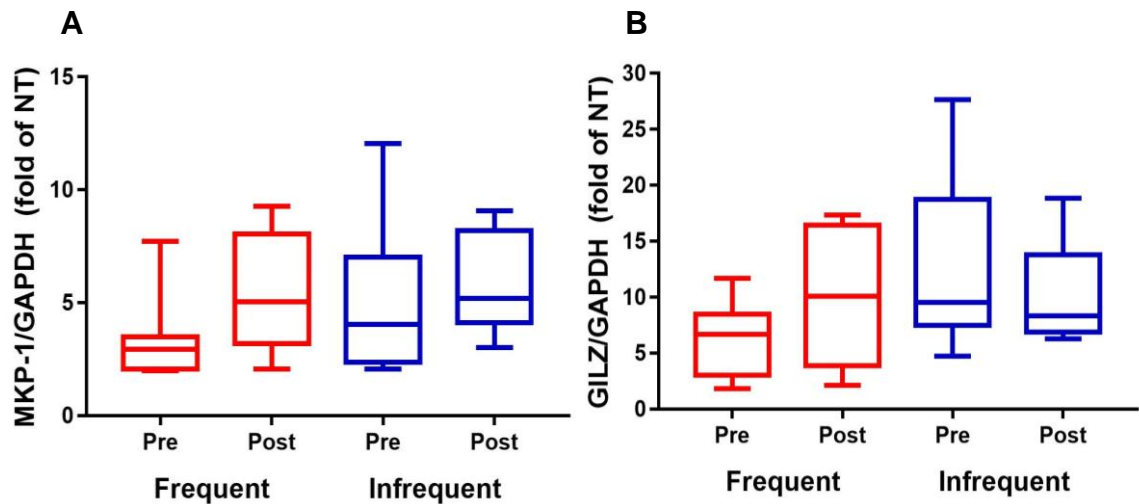 A
MKP-1/GAPDH (fold of NT)
15
10
5
0
Pre Post Pre Post
Frequent Infrequent
B
GILZ/GAPDH (fold of NT)
30
25
20
15
10
5
0
Pre Post Pre Post
Frequent Infrequent